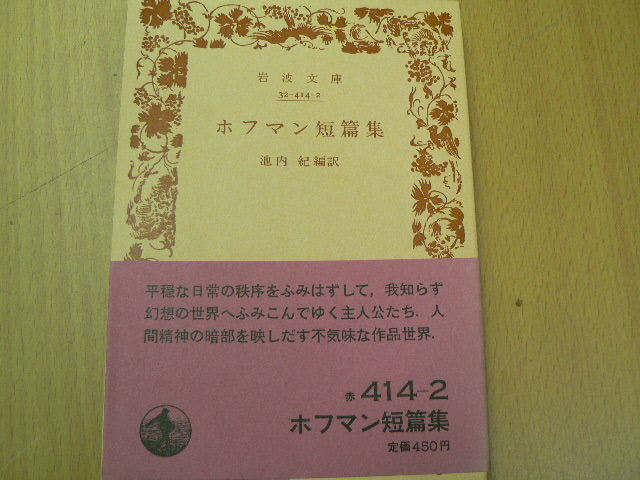 岩波文庫
32-414-2
ホフマン短篇集
池内 紀編訳
平穏な日常の秩序をふみはずして，我知らず
幻想の世界へふみこんでゆく主人公たち．人
間精神の暗部を映しだす不気味な作品世界．
赤 414-2
ホフマン短篇集
定価450円